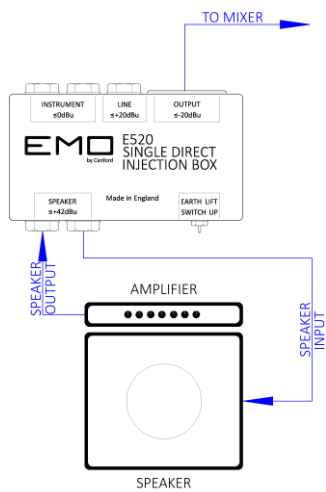 TO MIXER
INSTRUMENT
≤0dBu
LINE
≤+20dBu
OUTPUT
≤-20dBu
EMO
by Canford
E520
SINGLE DIRECT
INJECTION BOX
SPEAKER
≤+42dBu
Made in England
EARTH LIFT
SWITCH UP
SPEAKER
OUTPUT
AMPLIFIER
SPEAKER
INPUT
SPEAKER